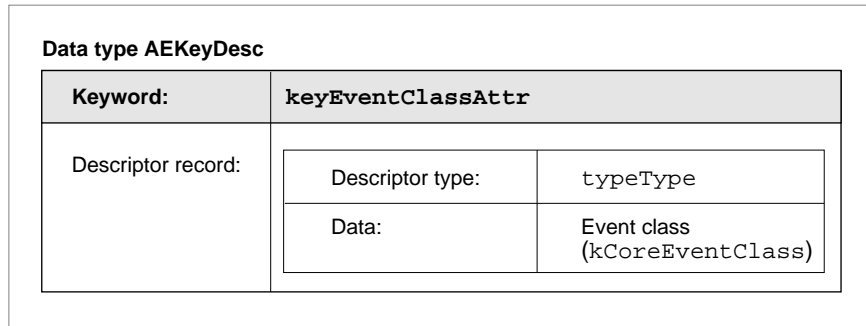 Data type AEKeyDesc
Keyword: keyEventClassAttr
Descriptor record: Descriptor type: typeType
Data: Event class
(kCoreEventClass)